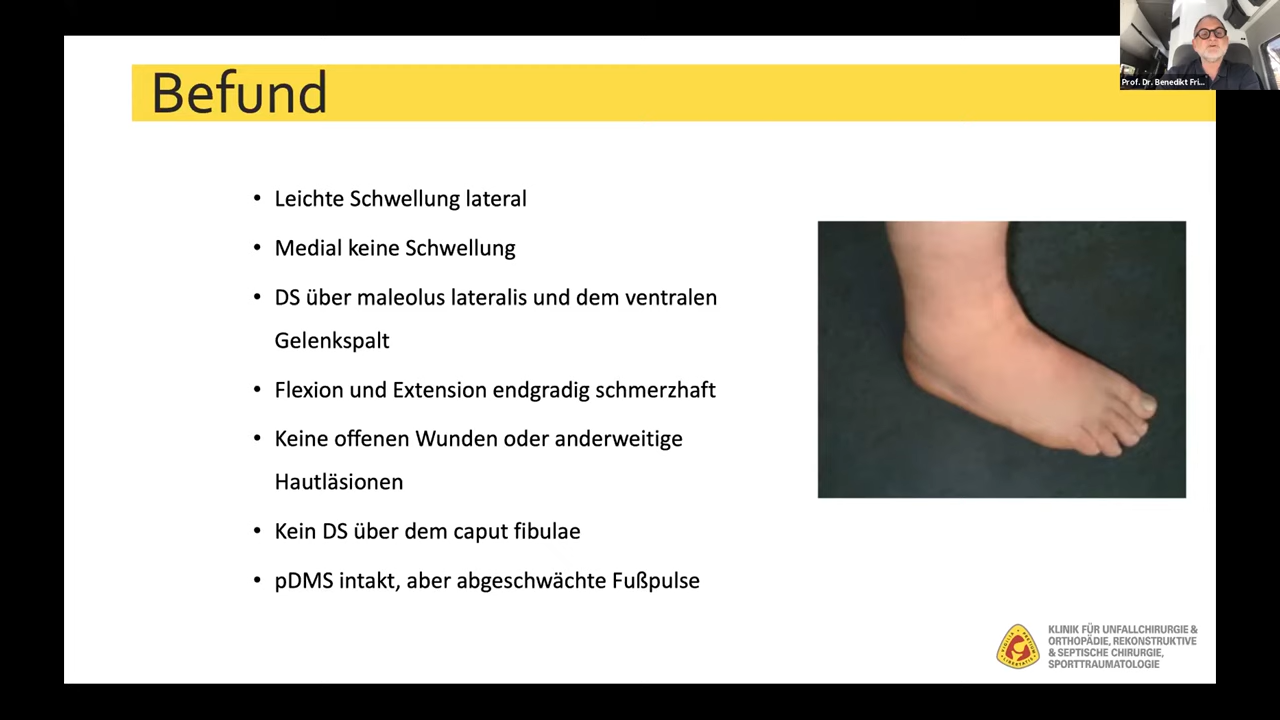 Befund
Prof. Dr. Benedikt Fri...
• Leichte Schwellung lateral
• Medial keine Schwellung
• DS über maleolus lateralis und dem ventralen
Gelenkspalt
• Flexion und Extension endgradig schmerzhaft
• Keine offenen Wunden oder anderweitige
Hautläsionen
• Kein DS über dem caput fibulae
• pDMS intakt, aber abgeschwächte Fußpulse
KLINIK FÜR UNFALLCHIRURGIE &
ORTHOPÄDIE, REKONSTRUKTIVE
& SEPTISCHE CHIRURGIE,
SPORTTRAUMATOLOGIE